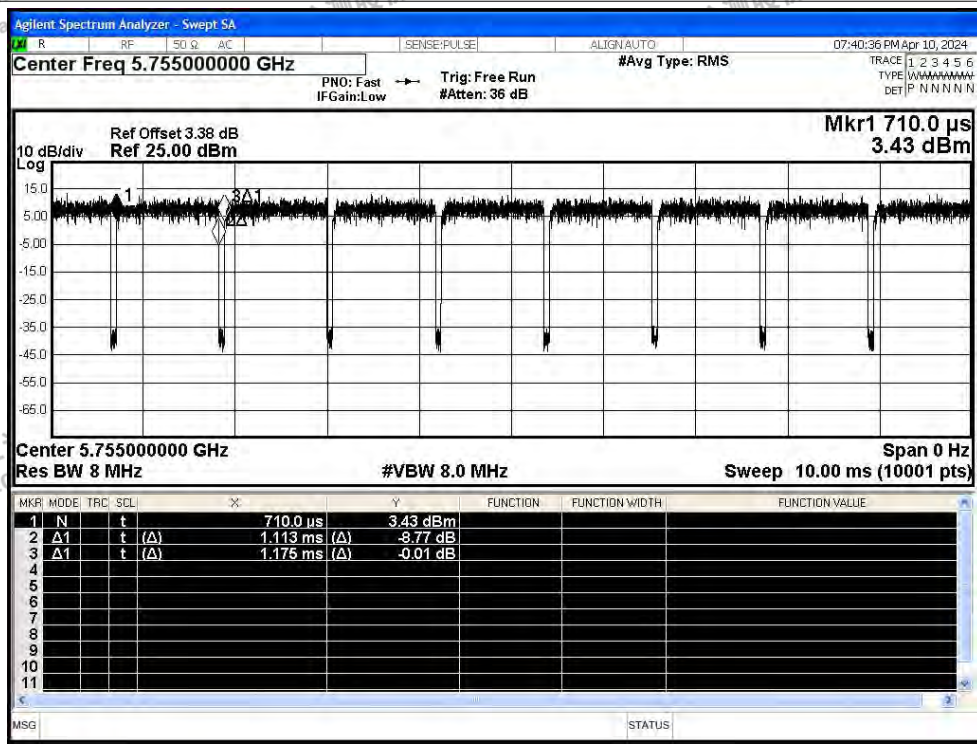 Agilent Spectrum Analyzer - Swept SA
R RF 50 Ω AC SENSE:PULSE ALIGN AUTO 07:40:36 PM Apr 10, 2024
Center Freq 5.755000000 GHz
PNO: Fast
IFGain:Low
Trig: Free Run
#Atten: 36 dB
#Avg Type: RMS
TRACE 1 2 3 4 5 6
TYPE
DET P N N N N N
Mkr1 710.0 µs
3.43 dBm
Ref Offset 3.38 dB
10 dB/div Ref 25.00 dBm
Log
15.0
5.00
-5.00
-15.0
-25.0
-35.0
-45.0
-55.0
-65.0
1
3Δ1
Center 5.755000000 GHz Span 0 Hz
Res BW 8 MHz #VBW 8.0 MHz Sweep 10.00 ms (10001 pts)
MKR MODE TRC SCL X Y FUNCTION FUNCTION WIDTH FUNCTION VALUE
1 N t 710.0 µs 3.43 dBm
2 Δ1 t (Δ) 1.113 ms (Δ) -8.77 dB
3 Δ1 t (Δ) 1.175 ms (Δ) -0.01 dB
4
5
6
7
8
9
10
11
MSG STATUS